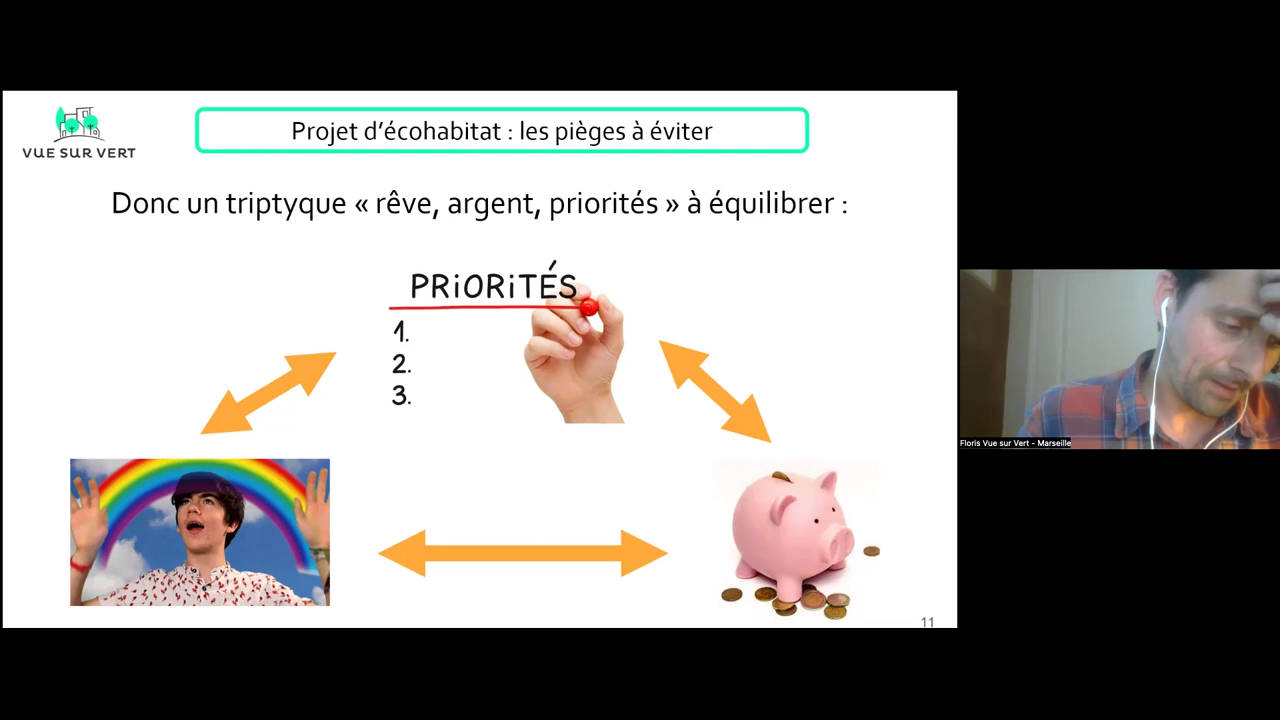 VUE SUR VERT
Projet d'écohabitat : les pièges à éviter
Donc un triptyque « rêve, argent, priorités » à équilibrer :
PRiORiTÉS
1.
2.
3.
Floris Vue sur Vert - Marseille
11